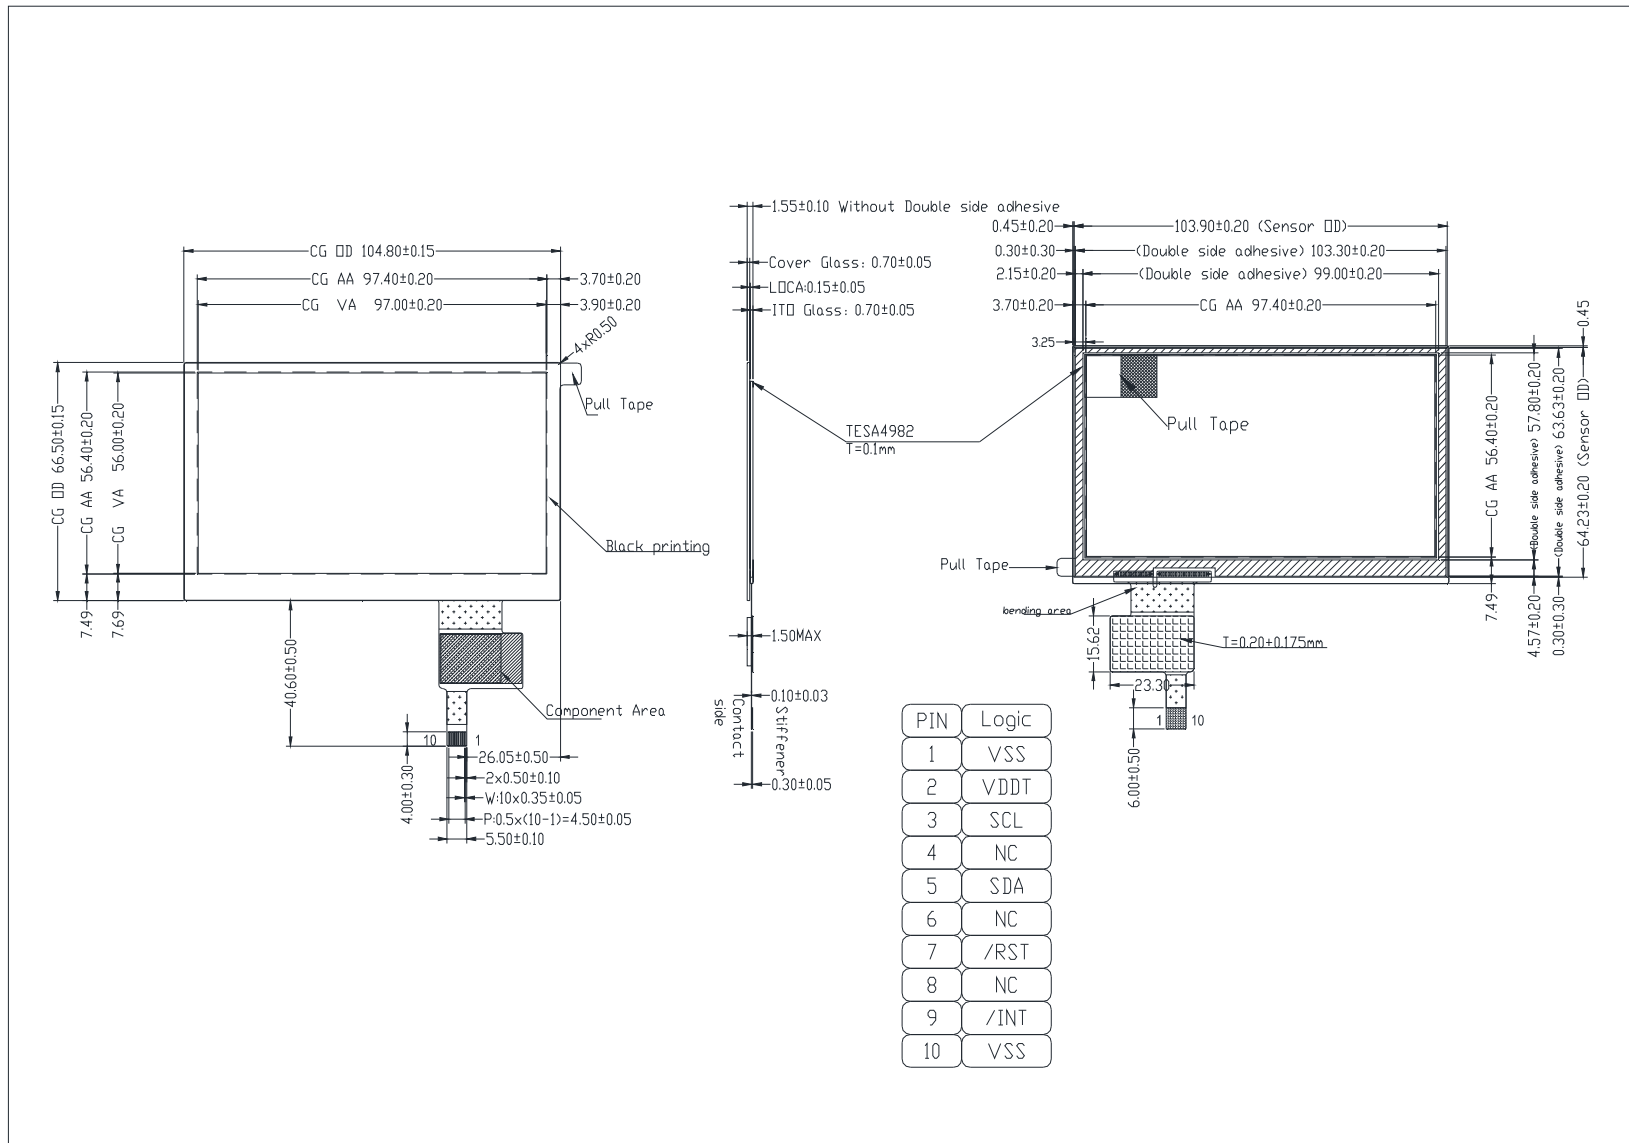 CG OD 104.80±0.15
CG AA 97.40±0.20
3.70±0.20
CG VA 97.00±0.20
3.90±0.20
4xR0.50
Pull Tape
Black printing
CG OD 66.50±0.15
CG AA 56.40±0.20
CG VA 56.00±0.20
7.49
7.69
40.60±0.50
Component Area
10
1
4.00±0.30
26.05±0.50
2x0.50±0.10
W:10x0.35±0.05
P:0.5x(10-1)=4.50±0.05
5.50±0.10
1.55±0.10 Without Double side adhesive
Cover Glass: 0.70±0.05
LOCA:0.15±0.05
ITO Glass: 0.70±0.05
TESA4982
T=0.1mm
1.50MAX
0.10±0.03
Contact
side
Stiffener
0.30±0.05
0.45±0.20
103.90±0.20 (Sensor OD)
0.30±0.30
(Double side adhesive) 103.30±0.20
2.15±0.20
(Double side adhesive) 99.00±0.20
3.70±0.20
CG AA 97.40±0.20
3.25
0.45
Pull Tape
CG AA 56.40±0.20
(Double side adhesive) 57.80±0.20
(Double side adhesive) 63.63±0.20
64.23±0.20 (Sensor OD)
7.49
4.57±0.20
0.30±0.30
Pull Tape
bending area
15.62
T=0.20+0.175mm
23.30
1
10
6.00±0.50
PIN Logic
1 VSS
2 VDDT
3 SCL
4 NC
5 SDA
6 NC
7 /RST
8 NC
9 /INT
10 VSS